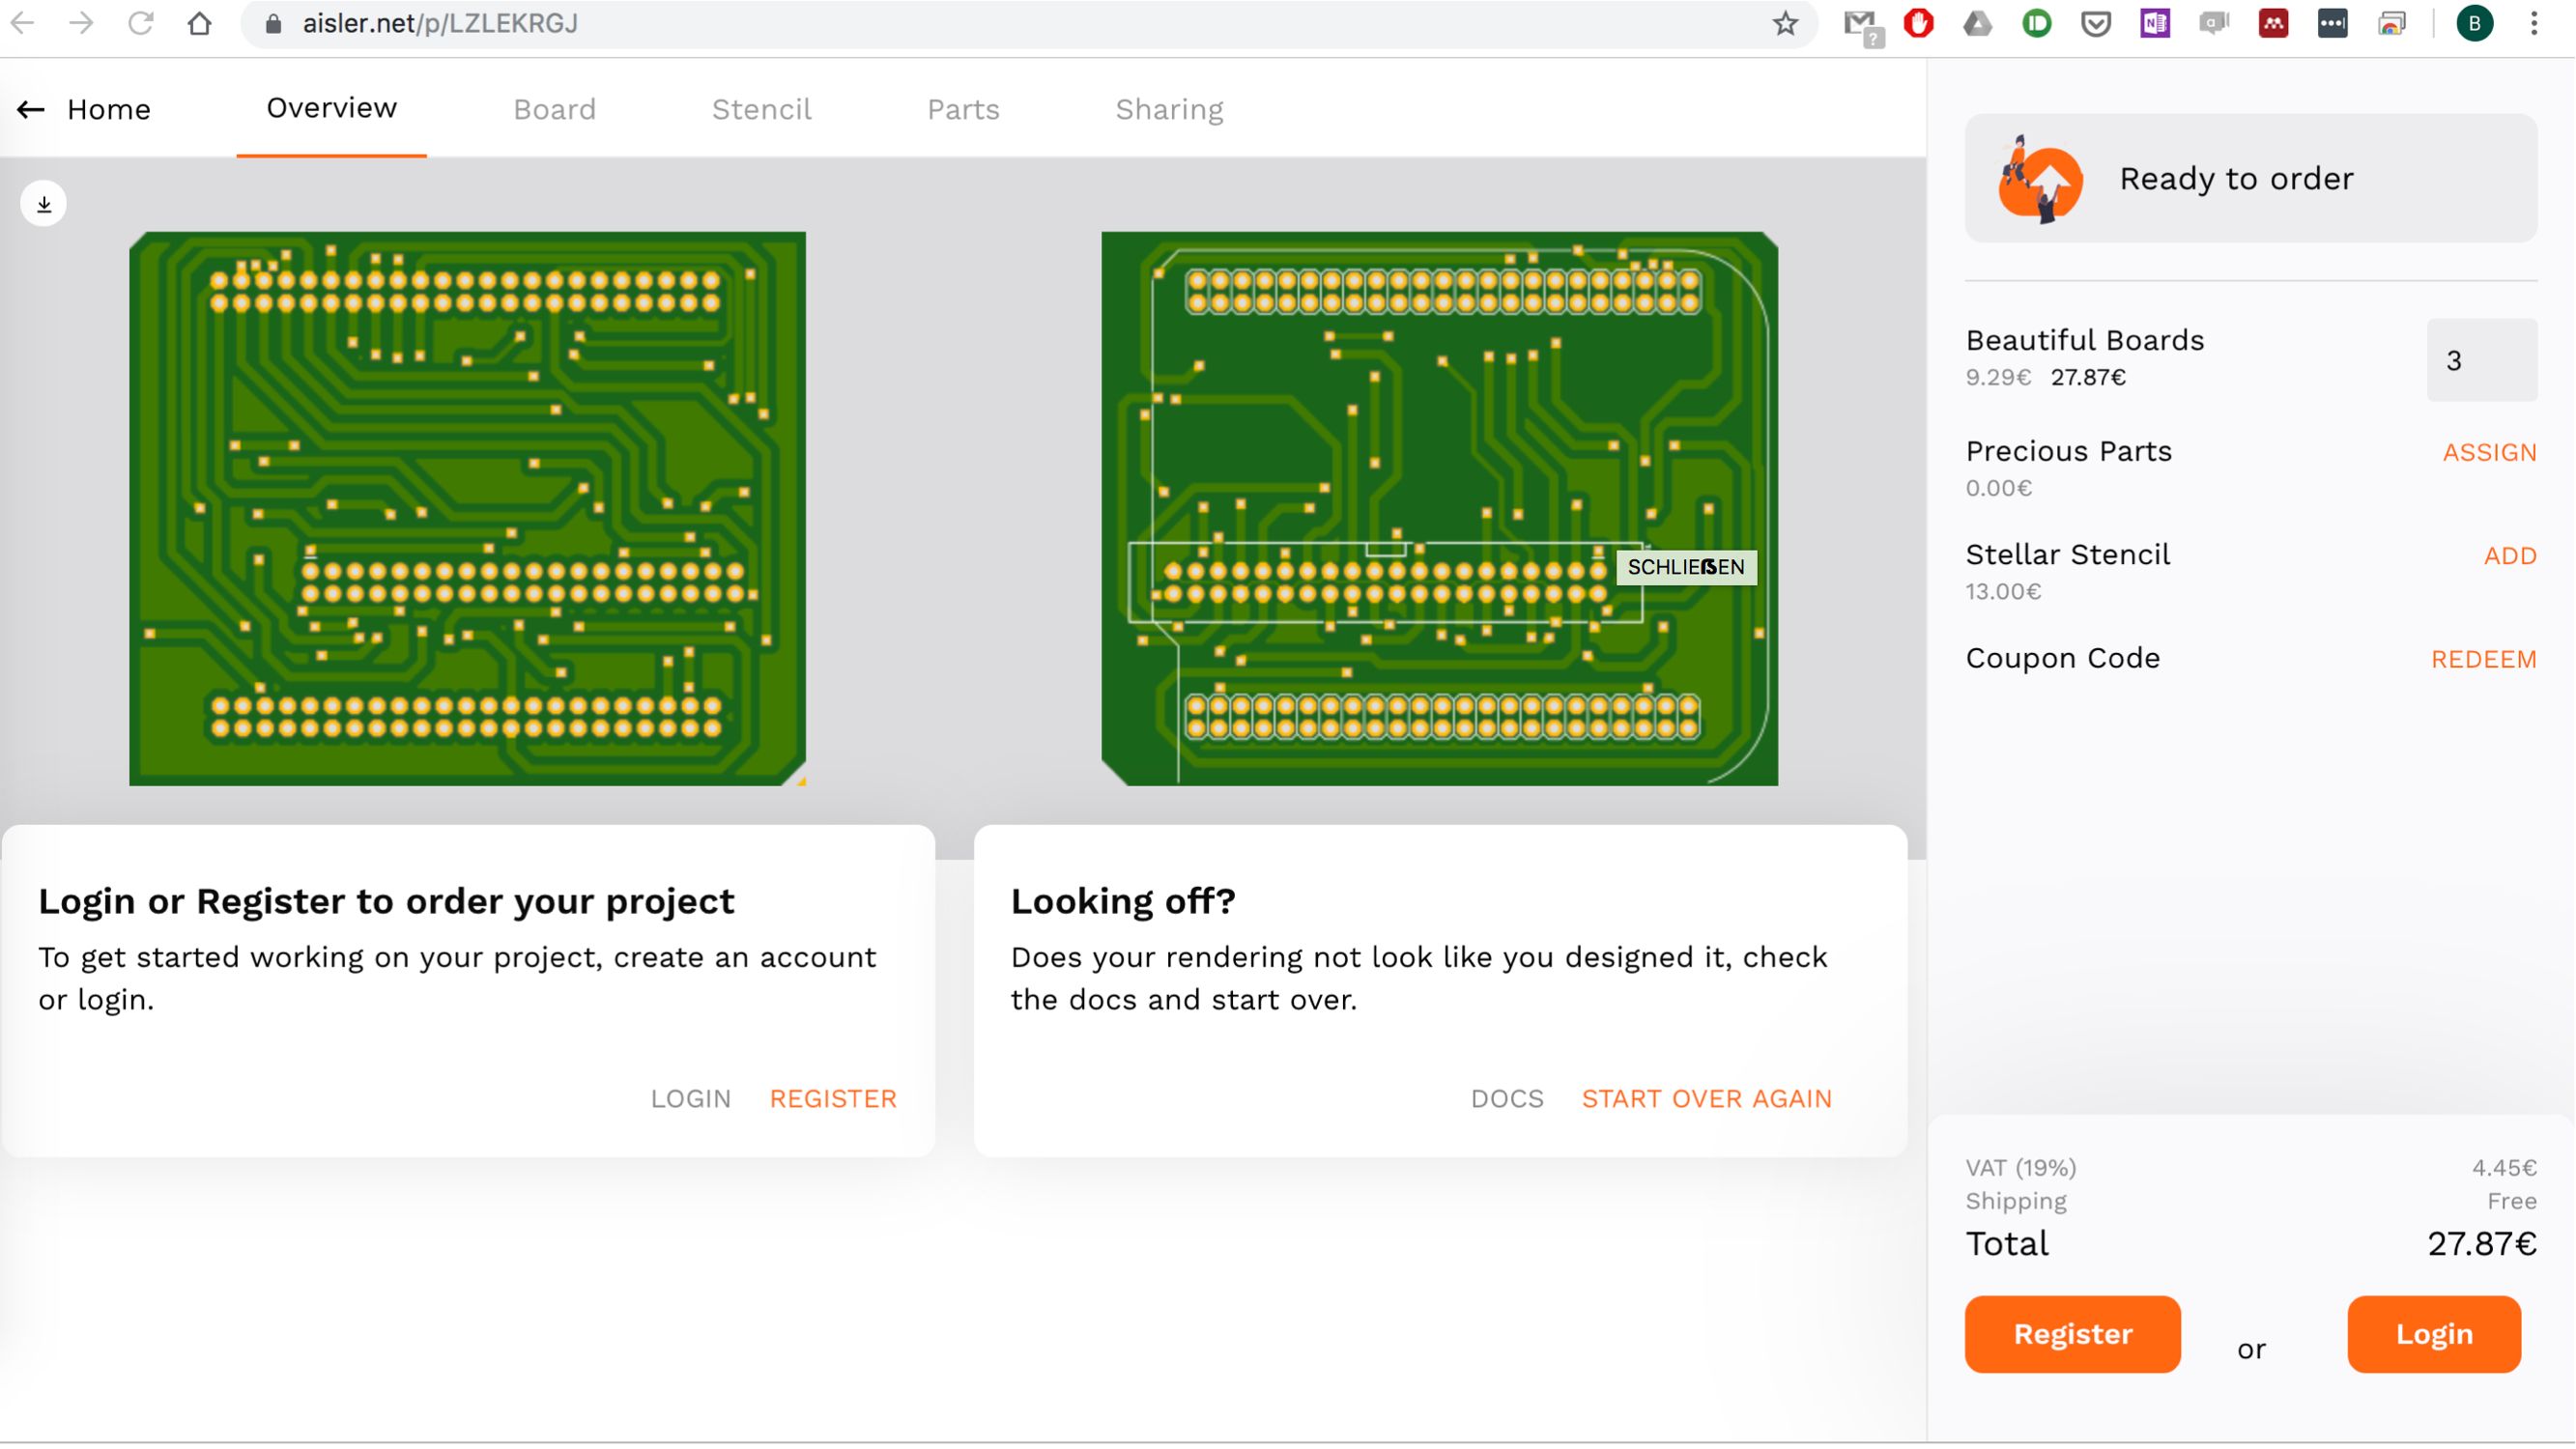 aisler.net/p/LZLEKRGJ
?
B
Home
Overview
Board
Stencil
Parts
Sharing
Ready to order
Beautiful Boards
9.29€ 27.87€
3
Precious Parts
0.00€
ASSIGN
Stellar Stencil
13.00€
ADD
Coupon Code
REDEEM
SCHLIEßEN
Login or Register to order your project
To get started working on your project, create an account
or login.
LOGIN
REGISTER
Looking off?
Does your rendering not look like you designed it, check
the docs and start over.
DOCS
START OVER AGAIN
VAT (19%)
4.45€
Shipping
Free
Total
27.87€
Register
or
Login